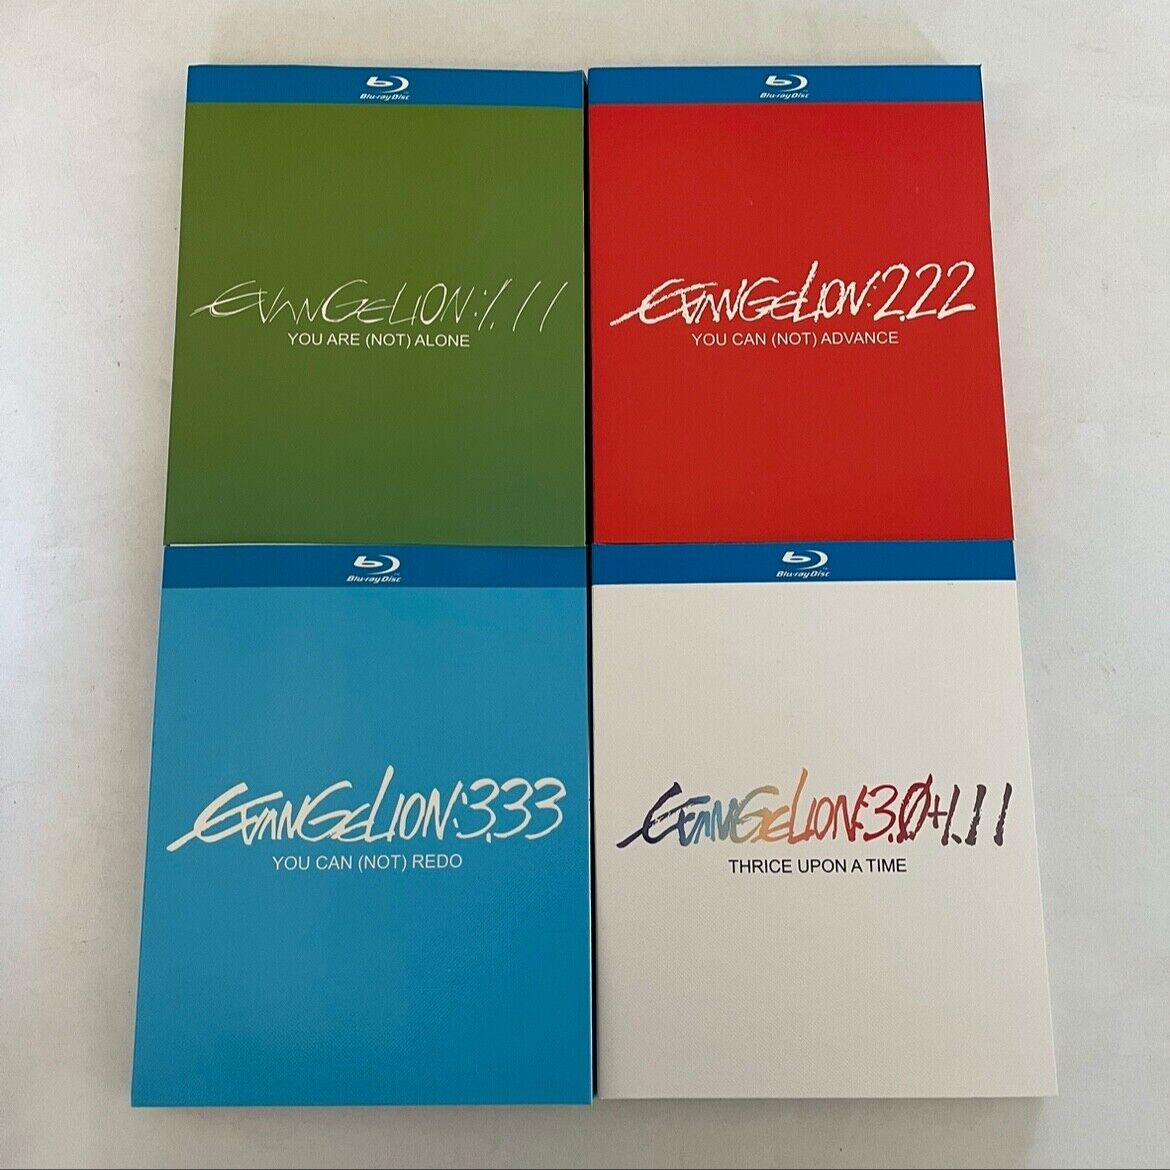 Blu-ray Disc
EVANGELION:1.11
YOU ARE (NOT) ALONE
Blu-ray Disc
EVANGELION:2.22
YOU CAN (NOT) ADVANCE
Blu-ray Disc
EVANGELION:3.33
YOU CAN (NOT) REDO
Blu-ray Disc
EVANGELION:3.0+1.11
THRICE UPON A TIME